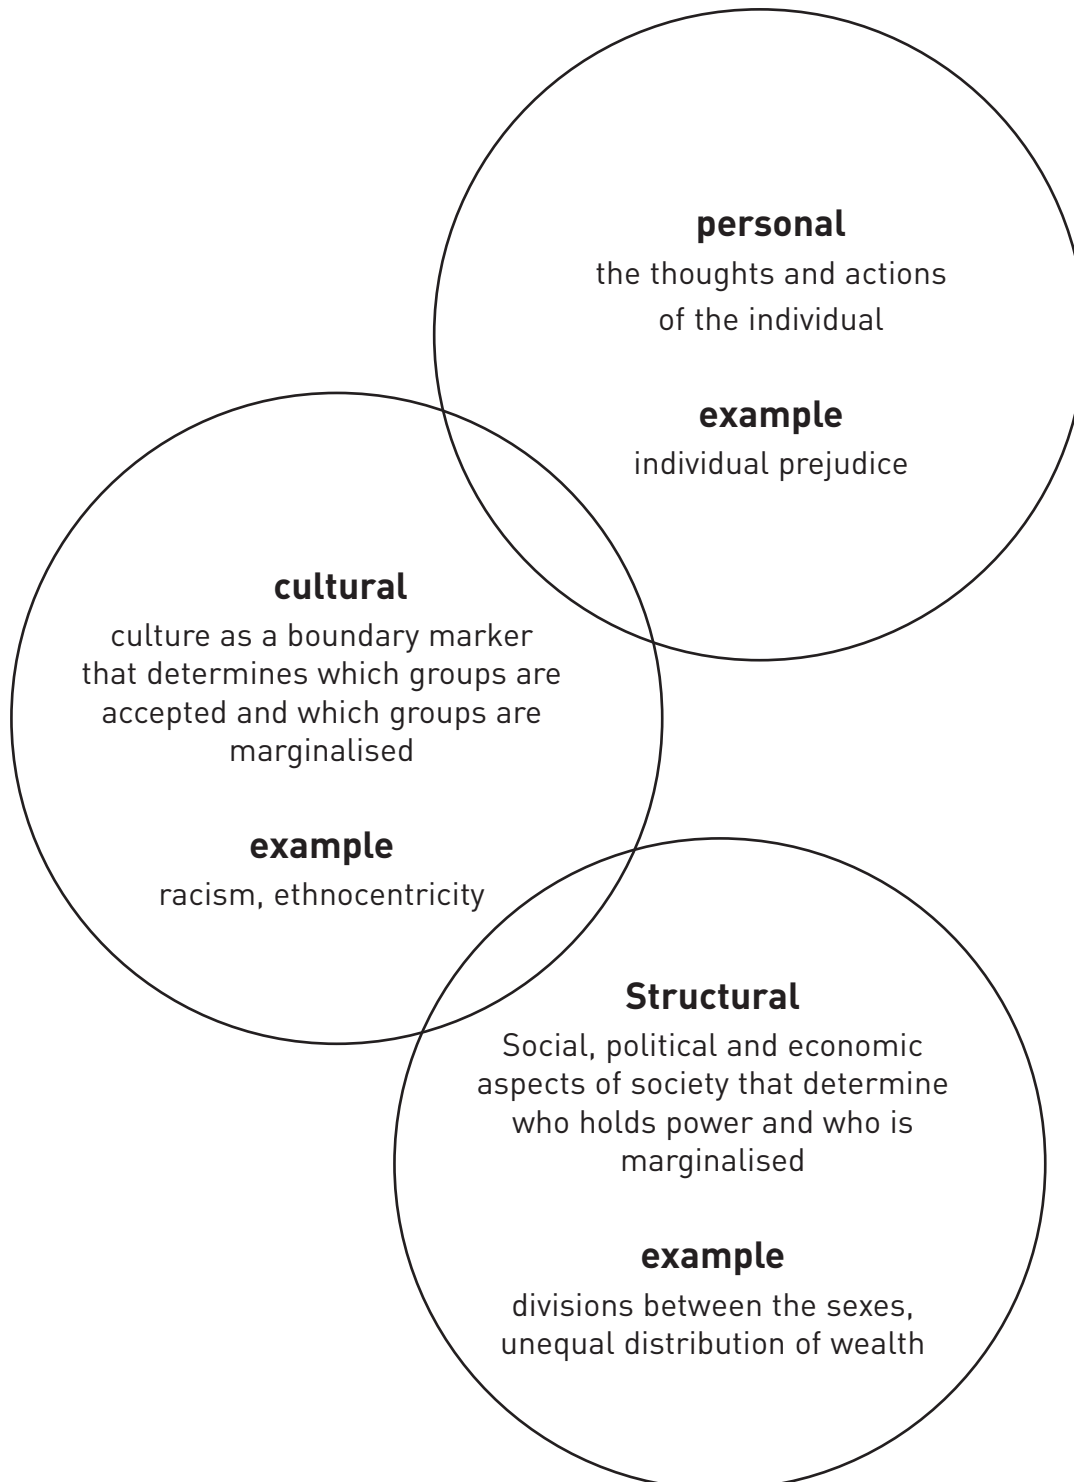 personal
the thoughts and actions
of the individual
example
individual prejudice
cultural
culture as a boundary marker
that determines which groups are
accepted and which groups are
marginalised
example
racism, ethnocentricity
Structural
Social, political and economic
aspects of society that determine
who holds power and who is
marginalised
example
divisions between the sexes,
unequal distribution of wealth